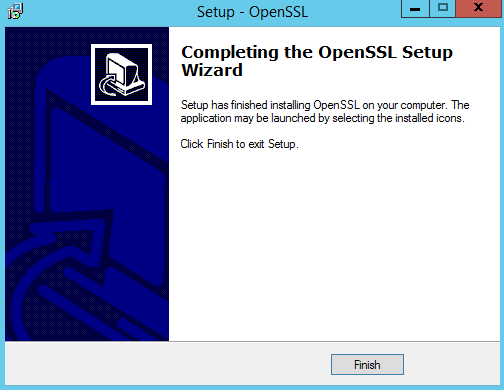 Setup - OpenSSL
Completing the OpenSSL Setup
Wizard
Setup has finished installing OpenSSL on your computer. The
application may be launched by selecting the installed icons.
Click Finish to exit Setup.
Finish